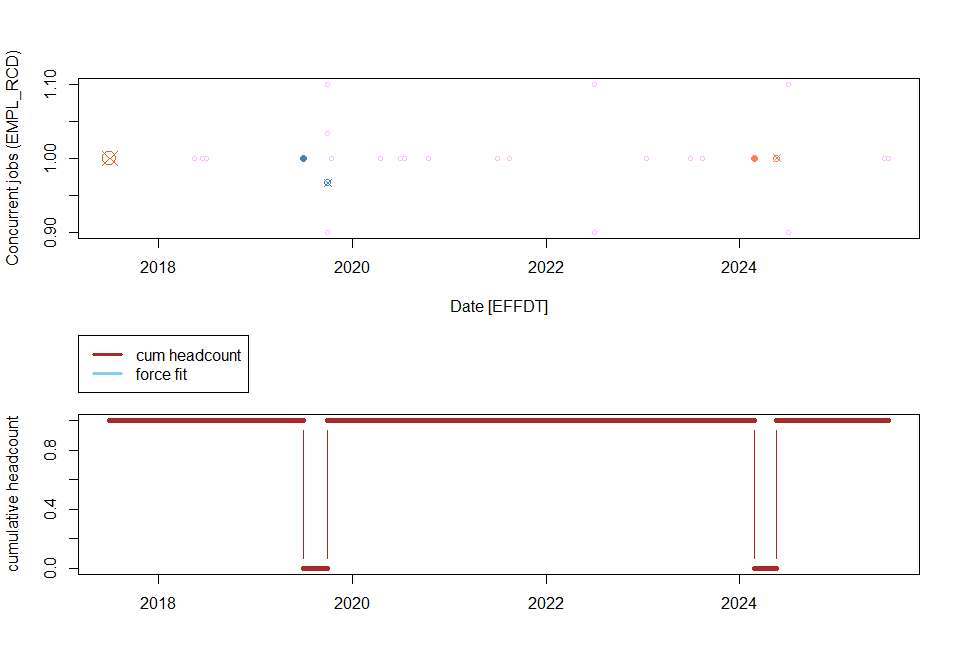 Concurrent jobs (EMPL_RCD)
1.10
1.00
0.90
2018 2020 2022 2024
Date [EFFDT]
cum headcount
force fit
cumulative headcount
0.8
0.4
0.0
2018 2020 2022 2024